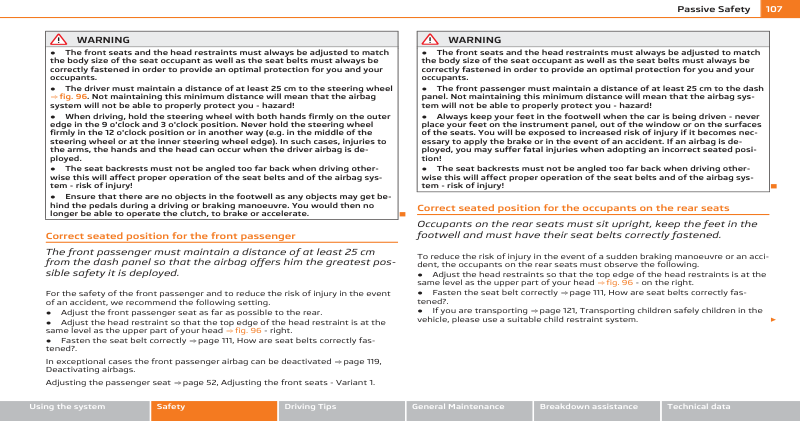 Passive Safety 107
WARNING
● The front seats and the head restraints must always be adjusted to match
the body size of the seat occupant as well as the seat belts must always be
correctly fastened in order to provide an optimal protection for you and your
occupants.
● The driver must maintain a distance of at least 25 cm to the steering wheel
⇒ fig. 96. Not maintaining this minimum distance will mean that the airbag
system will not be able to properly protect you - hazard!
● When driving, hold the steering wheel with both hands firmly on the outer
edge in the 9 o'clock and 3 o'clock position. Never hold the steering wheel
firmly in the 12 o'clock position or in another way (e.g. in the middle of the
steering wheel or at the inner steering wheel edge). In such cases, injuries to
the arms, the hands and the head can occur when the driver airbag is de-
ployed.
● The seat backrests must not be angled too far back when driving other-
wise this will affect proper operation of the seat belts and of the airbag sys-
tem - risk of injury!
● Ensure that there are no objects in the footwell as any objects may get be-
hind the pedals during a driving or braking manoeuvre. You would then no
longer be able to operate the clutch, to brake or accelerate.
Correct seated position for the front passenger
The front passenger must maintain a distance of at least 25 cm
from the dash panel so that the airbag offers him the greatest pos-
sible safety it is deployed.
For the safety of the front passenger and to reduce the risk of injury in the event
of an accident, we recommend the following setting.
● Adjust the front passenger seat as far as possible to the rear.
● Adjust the head restraint so that the top edge of the head restraint is at the
same level as the upper part of your head ⇒ fig. 96 - right.
● Fasten the seat belt correctly ⇒ page 111, How are seat belts correctly fas-
tened?.
In exceptional cases the front passenger airbag can be deactivated ⇒ page 119,
Deactivating airbags.
Adjusting the passenger seat ⇒ page 52, Adjusting the front seats - Variant 1.
WARNING
● The front seats and the head restraints must always be adjusted to match
the body size of the seat occupant as well as the seat belts must always be
correctly fastened in order to provide an optimal protection for you and your
occupants.
● The front passenger must maintain a distance of at least 25 cm to the dash
panel. Not maintaining this minimum distance will mean that the airbag sys-
tem will not be able to properly protect you - hazard!
● Always keep your feet in the footwell when the car is being driven - never
place your feet on the instrument panel, out of the window or on the surfaces
of the seats. You will be exposed to increased risk of injury if it becomes nec-
essary to apply the brake or in the event of an accident. If an airbag is de-
ployed, you may suffer fatal injuries when adopting an incorrect seated posi-
tion!
● The seat backrests must not be angled too far back when driving other-
wise this will affect proper operation of the seat belts and of the airbag sys-
tem - risk of injury!
Correct seated position for the occupants on the rear seats
Occupants on the rear seats must sit upright, keep the feet in the
footwell and must have their seat belts correctly fastened.
To reduce the risk of injury in the event of a sudden braking manoeuvre or an acci-
dent, the occupants on the rear seats must observe the following.
● Adjust the head restraints so that the top edge of the head restraints is at the
same level as the upper part of your head ⇒ fig. 96 - on the right.
● Fasten the seat belt correctly ⇒ page 111, How are seat belts correctly fas-
tened?.
● If you are transporting ⇒ page 121, Transporting children safely children in the
vehicle, please use a suitable child restraint system.
Using the system Safety Driving Tips General Maintenance Breakdown assistance Technical data